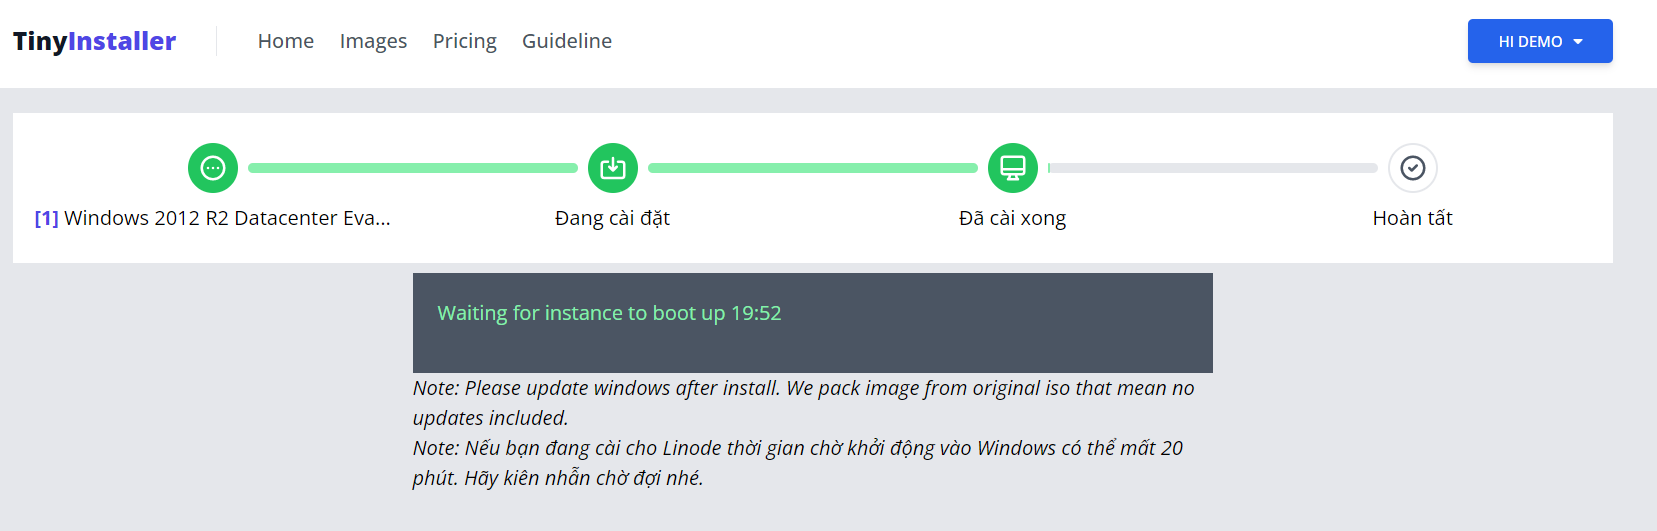 TinyInstaller
Home Images Pricing Guideline
HI DEMO
[1] Windows 2012 R2 Datacenter Eva...
Đang cài đặt
Đã cài xong
Hoàn tất
Waiting for instance to boot up 19:52
Note: Please update windows after install. We pack image from original iso that mean no
updates included.
Note: Nếu bạn đang cài cho Linode thời gian chờ khởi động vào Windows có thể mất 20
phút. Hãy kiên nhẫn chờ đợi nhé.